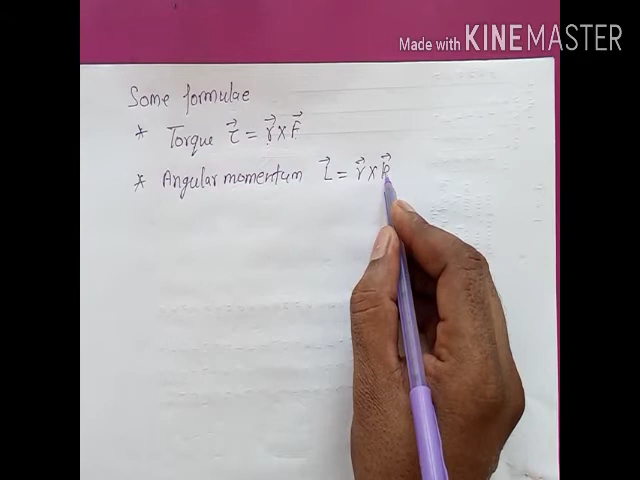 Made with KINEMASTER
Some formulae
* Torque τ⃗ = r⃗ x F⃗
* Angular momentum L⃗ = r⃗ x p⃗